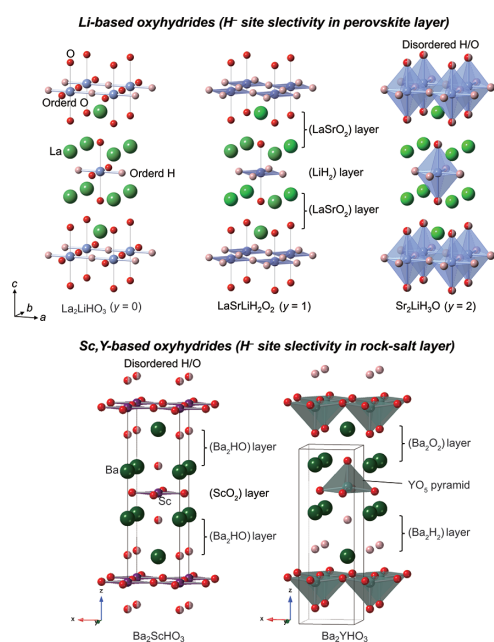 Li-based oxyhydrides (H⁻ site slectivity in perovskite layer)
Disordered H/O
O
Orderd O
La
Orderd H
(LaSrO₂) layer
(LiH₂) layer
(LaSrO₂) layer
c
b
a
La₂LiHO₃ (y = 0)
LaSrLiH₂O₂ (y = 1)
Sr₂LiH₃O (y = 2)
Sc,Y-based oxyhydrides (H⁻ site slectivity in rock-salt layer)
Disordered H/O
(Ba₂HO) layer
Ba
(ScO₂) layer
Sc
(Ba₂HO) layer
(Ba₂O₂) layer
YO₅ pyramid
(Ba₂H₂) layer
z
x
y
z
x
y
Ba₂ScHO₃
Ba₂YHO₃